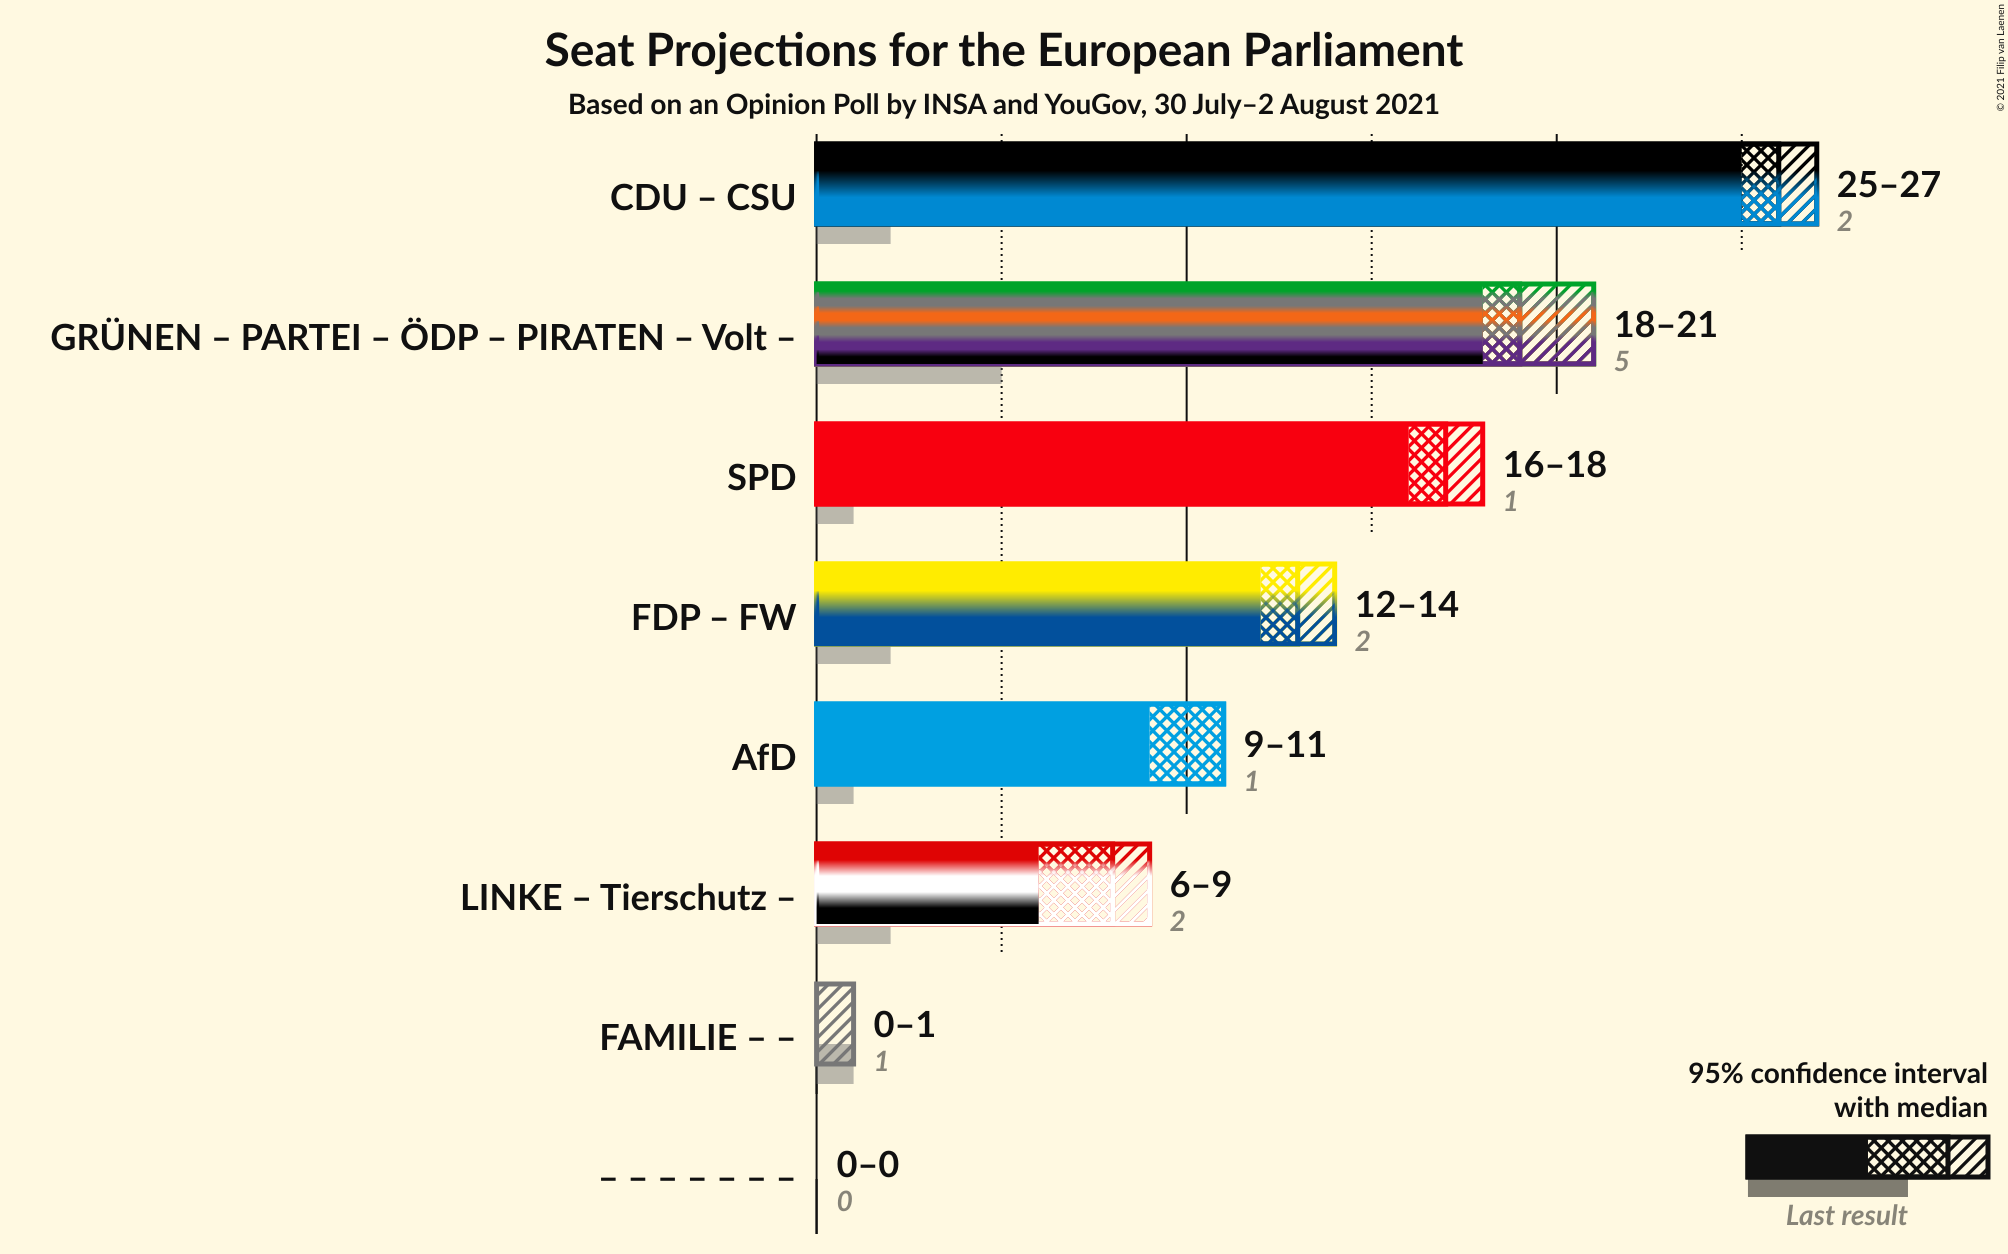 Seat Projections for the European Parliament
Based on an Opinion Poll by INSA and YouGov, 30 July–2 August 2021
© 2021 Filip van Laenen
CDU – CSU
25–27
2
GRÜNEN – PARTEI – ÖDP – PIRATEN – Volt –
18–21
5
SPD
16–18
1
FDP – FW
12–14
2
AfD
9–11
1
LINKE – Tierschutz –
6–9
2
FAMILIE – –
0–1
1
– – – – – – –
0–0
0
95% confidence interval
with median
Last result